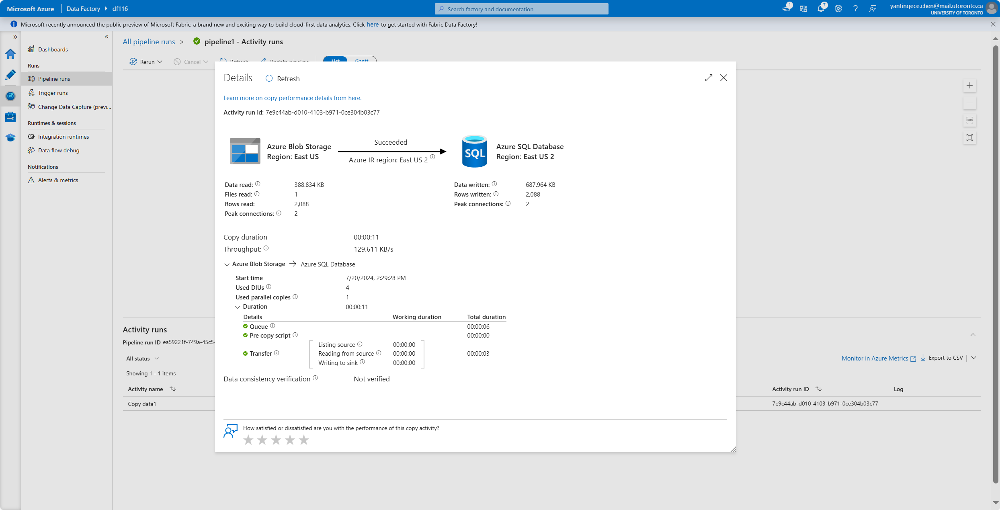 Microsoft Azure
Data Factory
df116
Search factory and documentation
1
7
yantingece.chen@mail.utoronto.ca
UNIVERSITY OF TORONTO
Microsoft recently announced the public preview of Microsoft Fabric, a brand new and exciting way to build cloud-first data analytics. Click here to get started with Fabric Data Factory!
Dashboards
Runs
Pipeline runs
Trigger runs
Change Data Capture (previ...
Runtimes & sessions
Integration runtimes
Data flow debug
Notifications
Alerts & metrics
All pipeline runs > pipeline1 - Activity runs
Rerun
Cancel
Refresh
Update pipeline
List
Gantt
100%
Details
Refresh
Learn more on copy performance details from here.
Activity run id: 7e9c44ab-d010-4103-b971-0ce304b03c77
Azure Blob Storage
Region: East US
Succeeded
Azure IR region: East US 2
SQL
Azure SQL Database
Region: East US 2
Data read: 388.834 KB
Files read: 1
Rows read: 2,088
Peak connections: 2
Data written: 687.964 KB
Rows written: 2,088
Peak connections: 2
Copy duration 00:00:11
Throughput: 129.611 KB/s
Azure Blob Storage → Azure SQL Database
Start time 7/20/2024, 2:29:28 PM
Used DIUs 4
Used parallel copies 1
Duration 00:00:11
Details Working duration Total duration
Queue 00:00:06
Pre copy script 00:00:00
Transfer 00:00:03
Listing source 00:00:00
Reading from source 00:00:00
Writing to sink 00:00:00
Data consistency verification Not verified
How satisfied or dissatisfied are you with the performance of this copy activity?
Activity runs
Pipeline run ID ea59221f-749a-45c5-
All status
Showing 1 - 1 items
Monitor in Azure Metrics
Export to CSV
Activity name
Activity run ID
Log
Copy data1
7e9c44ab-d010-4103-b971-0ce304b03c77